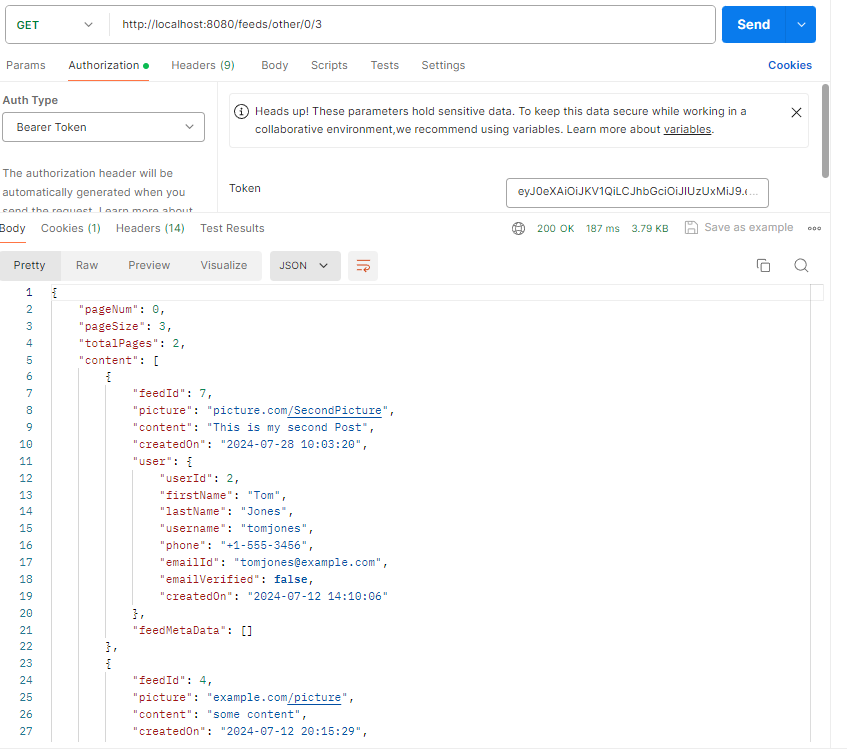 GET http://localhost:8080/feeds/other/0/3 Send
Params Authorization Headers (9) Body Scripts Tests Settings Cookies
Auth Type
Bearer Token
The authorization header will be
automatically generated when you
send the request. Learn more about
Heads up! These parameters hold sensitive data. To keep this data secure while working in a
collaborative environment,we recommend using variables. Learn more about variables.
Token
Body Cookies (1) Headers (14) Test Results 200 OK 187 ms 3.79 KB Save as example
Pretty Raw Preview Visualize JSON
1 {
2 "pageNum": 0,
3 "pageSize": 3,
4 "totalPages": 2,
5 "content": [
6 {
7 "feedId": 7,
8 "picture": "picture.com/SecondPicture",
9 "content": "This is my second Post",
10 "createdOn": "2024-07-28 10:03:20",
11 "user": {
12 "userId": 2,
13 "firstName": "Tom",
14 "lastName": "Jones",
15 "username": "tomjones",
16 "phone": "+1-555-3456",
17 "emailId": "tomjones@example.com",
18 "emailVerified": false,
19 "createdOn": "2024-07-12 14:10:06"
20 },
21 "feedMetaData": []
22 },
23 {
24 "feedId": 4,
25 "picture": "example.com/picture",
26 "content": "some content",
27 "createdOn": "2024-07-12 20:15:29",